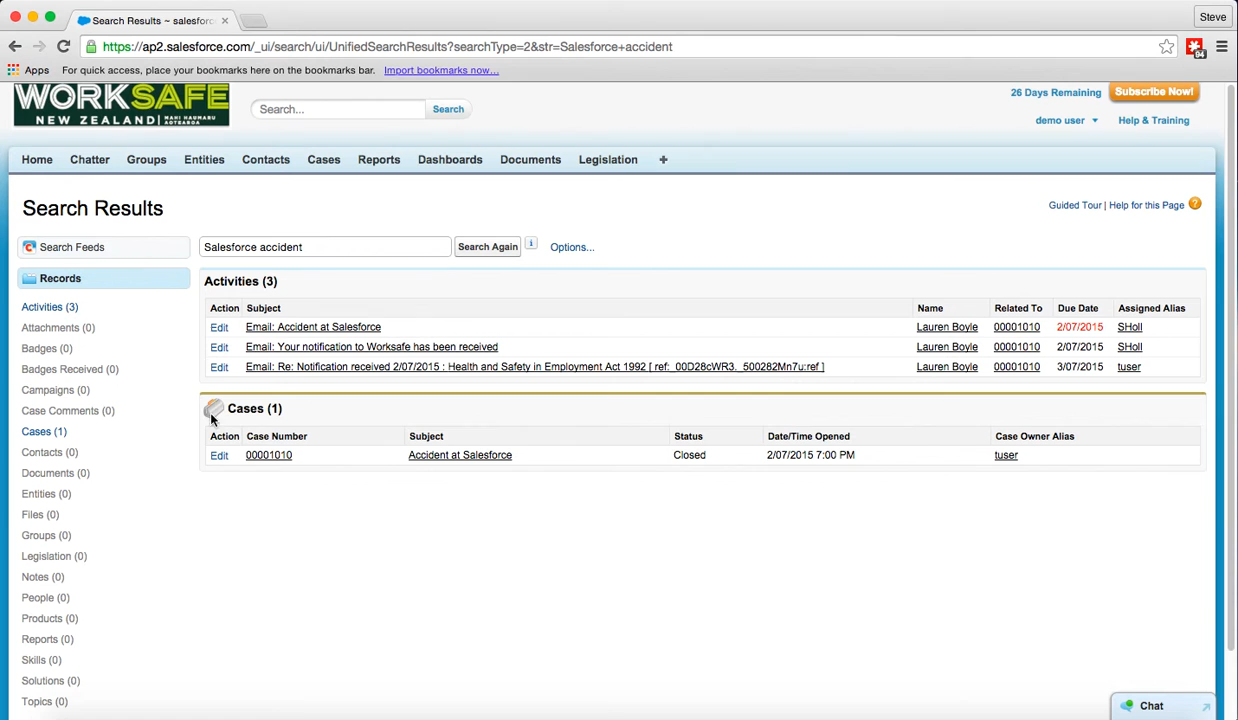 Search Results ~ salesforc
Steve
https://ap2.salesforce.com/_ui/search/ui/UnifiedSearchResults?searchType=2&str=Salesforce+accident
94
Apps For quick access, place your bookmarks here on the bookmarks bar. Import bookmarks now...
WORKSAFE
NEW ZEALAND | MAHI HAUMARU AOTEAROA
Search... Search
26 Days Remaining Subscribe Now!
demo user Help & Training
Home Chatter Groups Entities Contacts Cases Reports Dashboards Documents Legislation +
Search Results
Guided Tour | Help for this Page ?
Search Feeds
Salesforce accident Search Again i Options...
Records
Activities (3)
Attachments (0)
Badges (0)
Badges Received (0)
Campaigns (0)
Case Comments (0)
Cases (1)
Contacts (0)
Documents (0)
Entities (0)
Files (0)
Groups (0)
Legislation (0)
Notes (0)
People (0)
Products (0)
Reports (0)
Skills (0)
Solutions (0)
Topics (0)
Activities (3)
Action Subject Name Related To Due Date Assigned Alias
Edit Email: Accident at Salesforce Lauren Boyle 00001010 2/07/2015 SHoll
Edit Email: Your notification to Worksafe has been received Lauren Boyle 00001010 2/07/2015 SHoll
Edit Email: Re: Notification received 2/07/2015 : Health and Safety in Employment Act 1992 [ ref:_00D28cWR3._500282Mn7u:ref ] Lauren Boyle 00001010 3/07/2015 tuser
Cases (1)
Action Case Number Subject Status Date/Time Opened Case Owner Alias
Edit 00001010 Accident at Salesforce Closed 2/07/2015 7:00 PM tuser
Chat